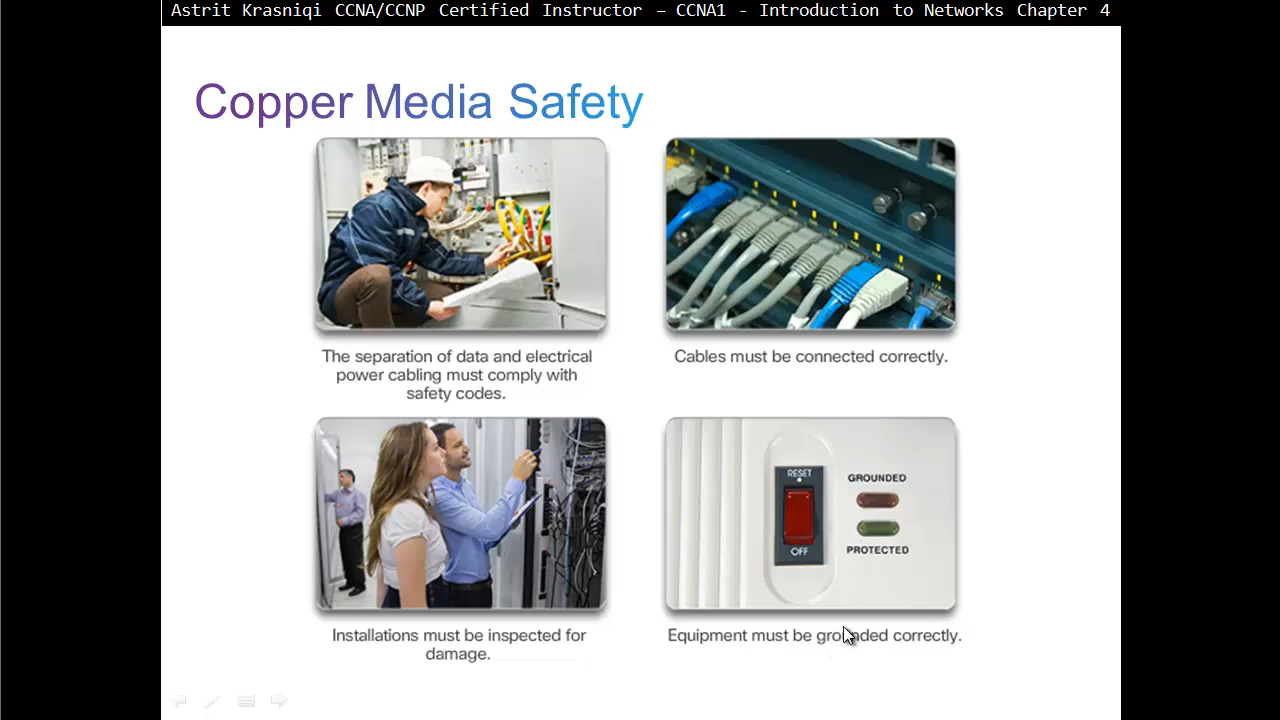 Astrit Krasniqi CCNA/CCNP Certified Instructor – CCNA1 - Introduction to Networks Chapter 4
Copper Media Safety
The separation of data and electrical
power cabling must comply with
safety codes.
Cables must be connected correctly.
RESET
OFF
GROUNDED
PROTECTED
Installations must be inspected for
damage.
Equipment must be grounded correctly.